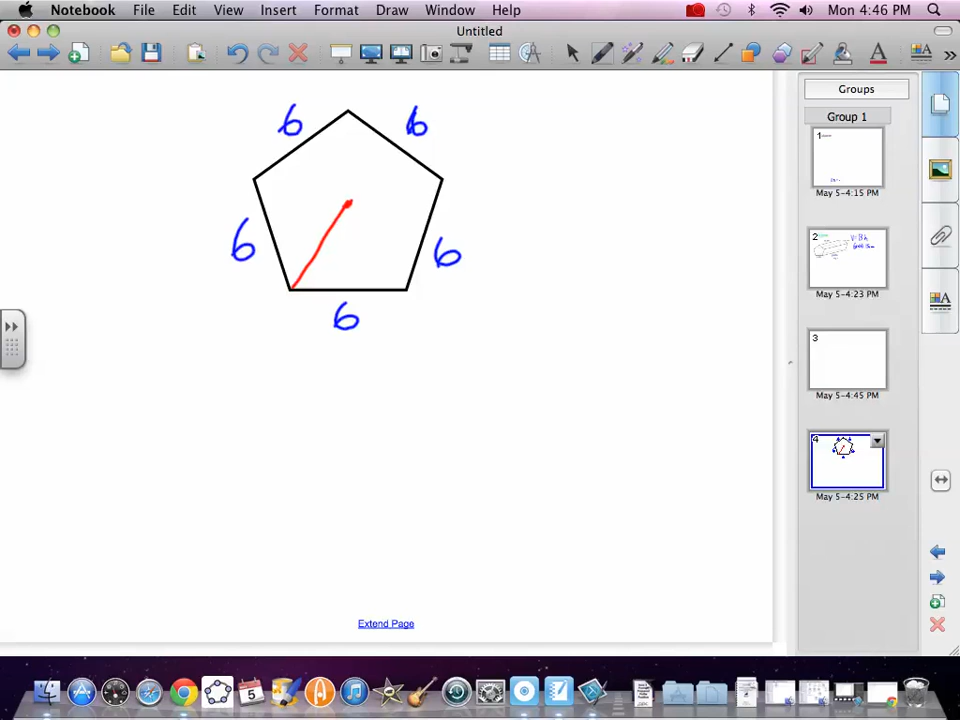 Notebook File Edit View Insert Format Draw Window Help Mon 4:46 PM
Untitled
Groups
Group 1
1
May 5-4:15 PM
2
May 5-4:23 PM
3
May 5-4:45 PM
4
May 5-4:25 PM
6 6
6 6
6
Extend Page
5